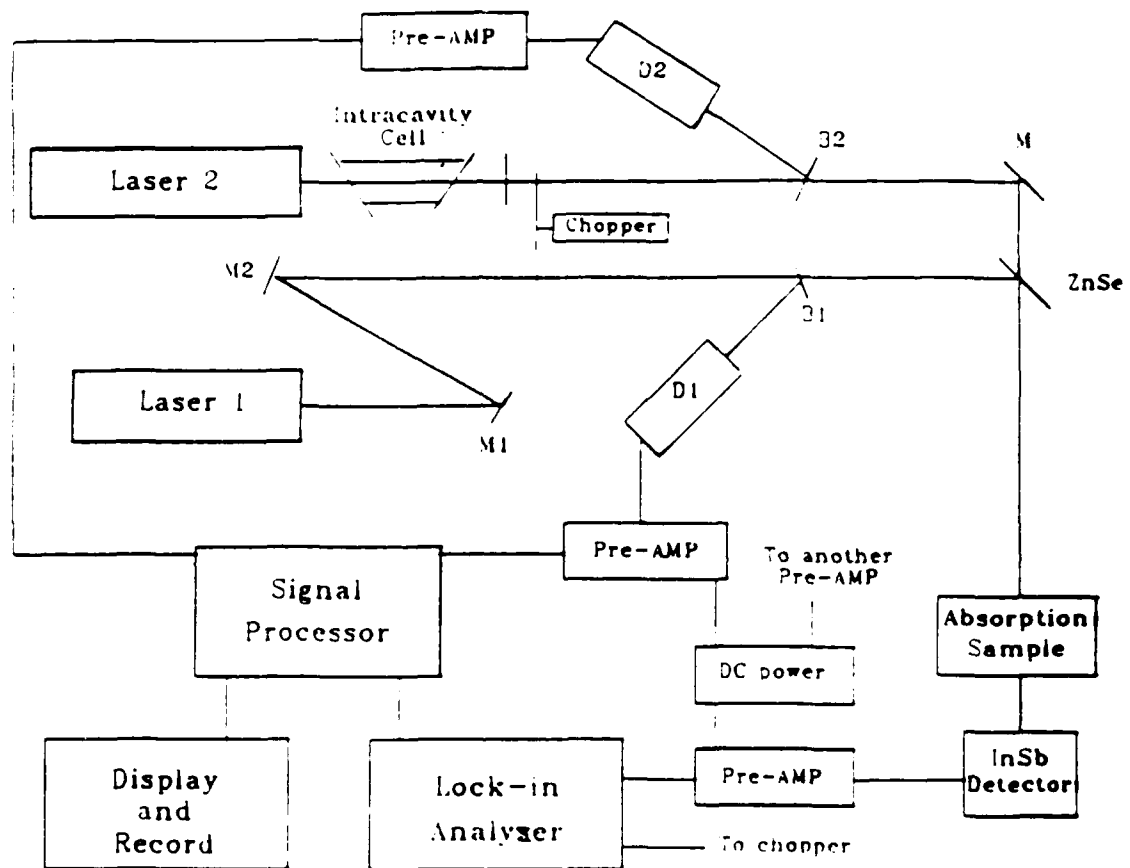 Pre-AMP
D2
Intracavity
Cell
B2
M
Laser 2
Chopper
M2
ZnSe
B1
Laser 1
D1
M1
Pre-AMP
To another
Pre-AMP
Signal
Processor
Absorption
Sample
DC power
InSb
Detector
Pre-AMP
Display
and
Record
Lock-in
Analyzer
To chopper